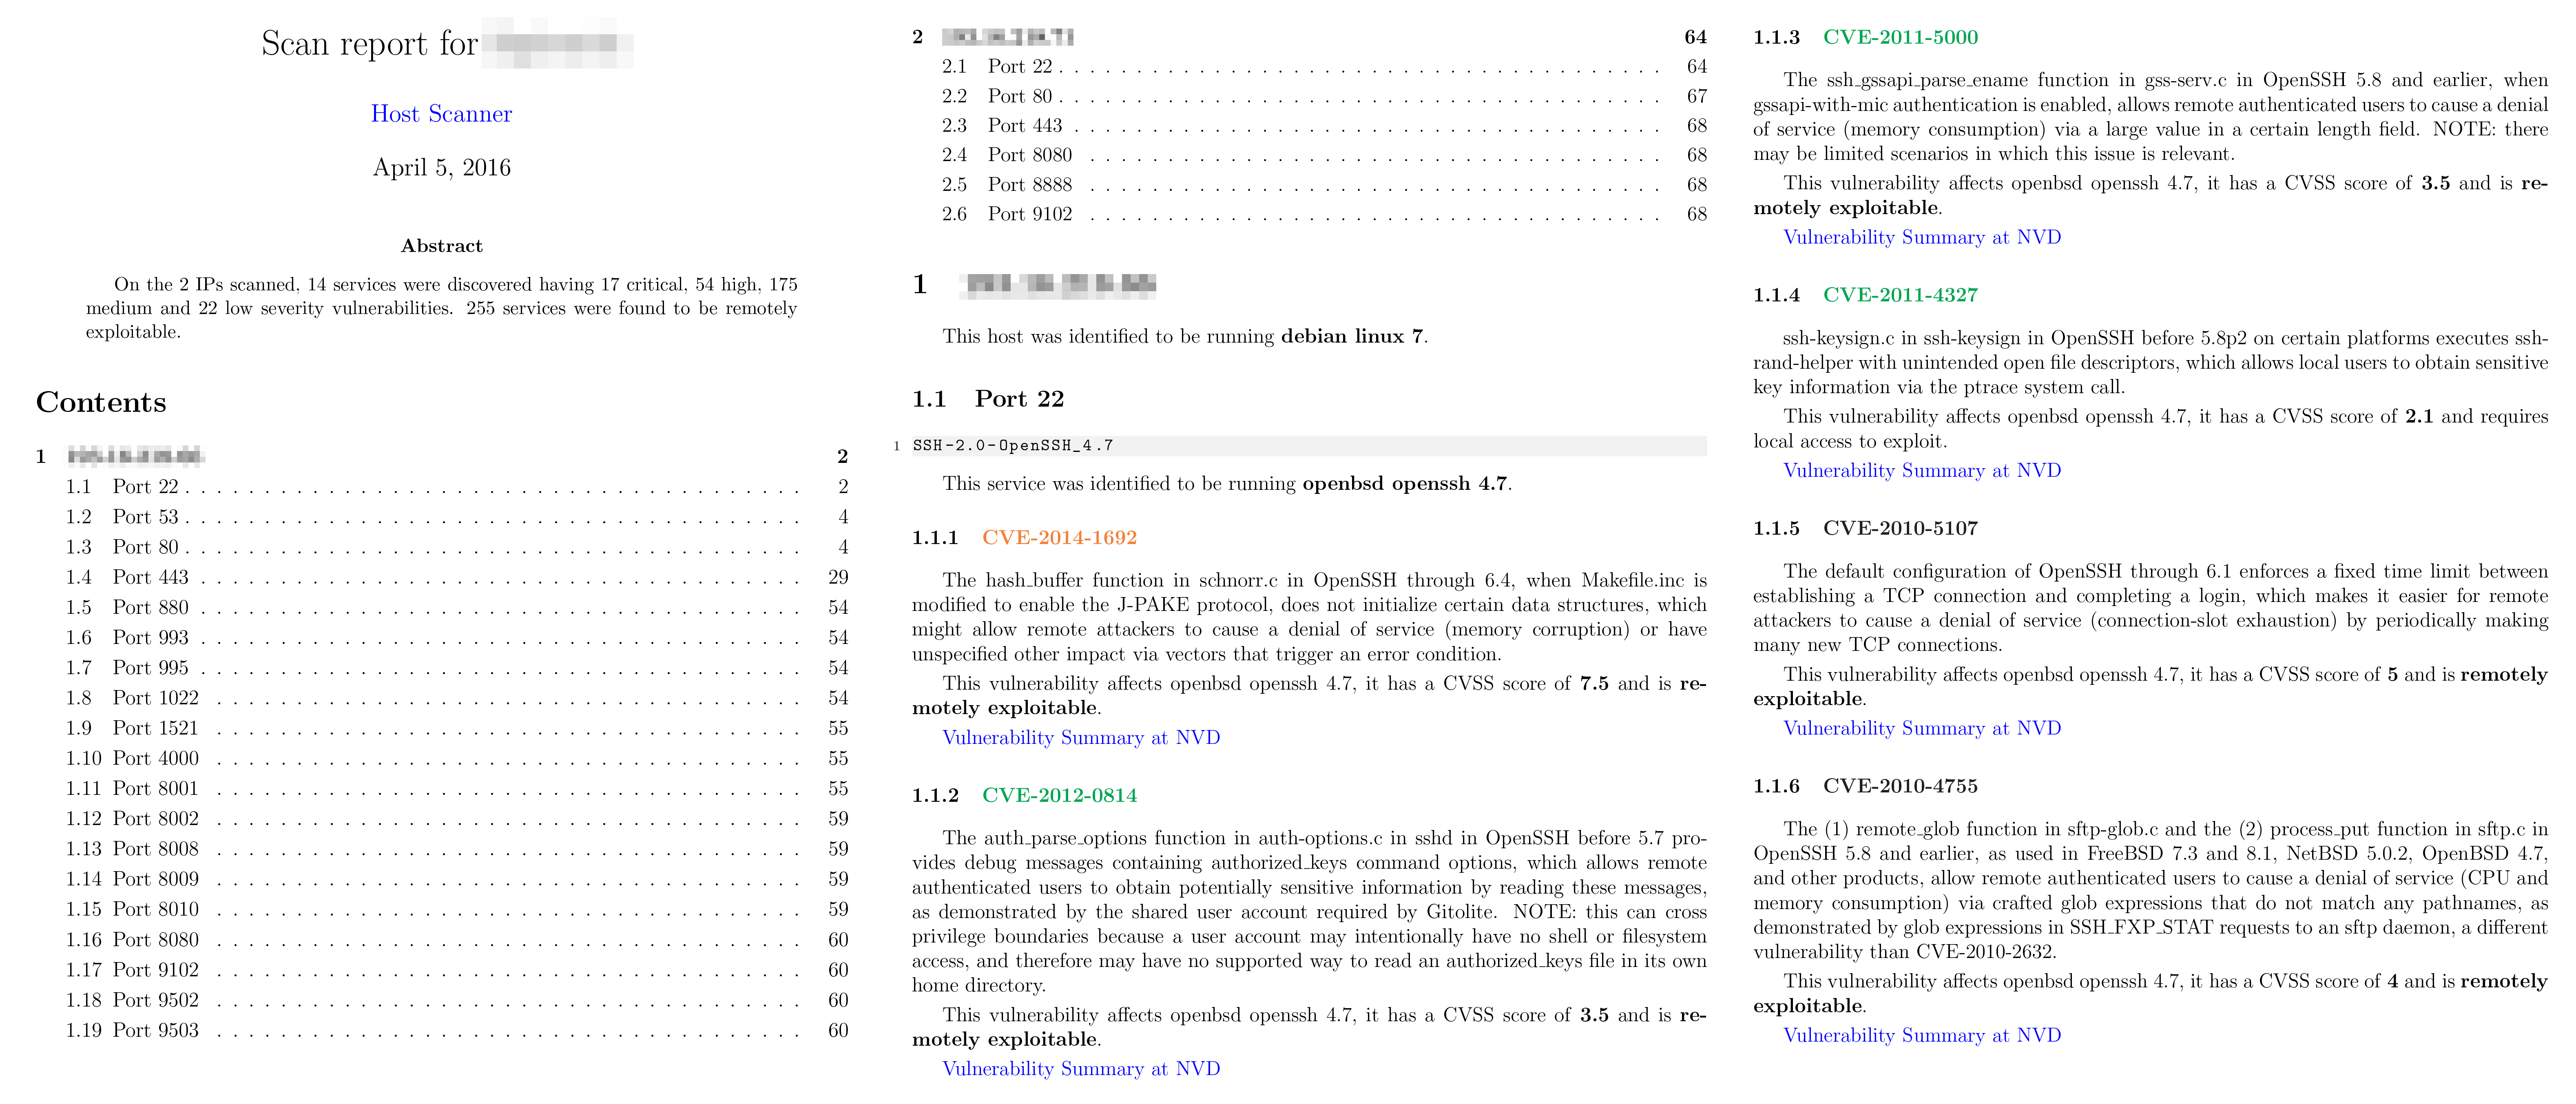 Scan report for
Host Scanner
April 5, 2016
Abstract
On the 2 IPs scanned, 14 services were discovered having 17 critical, 54 high, 175
medium and 22 low severity vulnerabilities. 255 services were found to be remotely
exploitable.
Contents
1 2
1.1 Port 22 . . . . . . . . . . . . . . . . . . . . 2
1.2 Port 53 . . . . . . . . . . . . . . . . . . . . 4
1.3 Port 80 . . . . . . . . . . . . . . . . . . . . 4
1.4 Port 443 . . . . . . . . . . . . . . . . . . . . 29
1.5 Port 880 . . . . . . . . . . . . . . . . . . . . 54
1.6 Port 993 . . . . . . . . . . . . . . . . . . . . 54
1.7 Port 995 . . . . . . . . . . . . . . . . . . . . 54
1.8 Port 1022 . . . . . . . . . . . . . . . . . . . . 54
1.9 Port 1521 . . . . . . . . . . . . . . . . . . . . 55
1.10 Port 4000 . . . . . . . . . . . . . . . . . . . . 55
1.11 Port 8001 . . . . . . . . . . . . . . . . . . . . 55
1.12 Port 8002 . . . . . . . . . . . . . . . . . . . . 59
1.13 Port 8008 . . . . . . . . . . . . . . . . . . . . 59
1.14 Port 8009 . . . . . . . . . . . . . . . . . . . . 59
1.15 Port 8010 . . . . . . . . . . . . . . . . . . . . 59
1.16 Port 8080 . . . . . . . . . . . . . . . . . . . . 60
1.17 Port 9102 . . . . . . . . . . . . . . . . . . . . 60
1.18 Port 9502 . . . . . . . . . . . . . . . . . . . . 60
1.19 Port 9503 . . . . . . . . . . . . . . . . . . . . 60
2 64
2.1 Port 22 . . . . . . . . . . . . . . . . . . . . 64
2.2 Port 80 . . . . . . . . . . . . . . . . . . . . 67
2.3 Port 443 . . . . . . . . . . . . . . . . . . . . 68
2.4 Port 8080 . . . . . . . . . . . . . . . . . . . . 68
2.5 Port 8888 . . . . . . . . . . . . . . . . . . . . 68
2.6 Port 9102 . . . . . . . . . . . . . . . . . . . . 68
1
This host was identified to be running debian linux 7.
1.1 Port 22
1 SSH-2.0-OpenSSH_4.7
This service was identified to be running openbsd openssh 4.7.
1.1.1 CVE-2014-1692
The hash_buffer function in schnorr.c in OpenSSH through 6.4, when Makefile.inc is
modified to enable the J-PAKE protocol, does not initialize certain data structures, which
might allow remote attackers to cause a denial of service (memory corruption) or have
unspecified other impact via vectors that trigger an error condition.
This vulnerability affects openbsd openssh 4.7, it has a CVSS score of 7.5 and is re-
motely exploitable.
Vulnerability Summary at NVD
1.1.2 CVE-2012-0814
The auth_parse_options function in auth-options.c in sshd in OpenSSH before 5.7 pro-
vides debug messages containing authorized_keys command options, which allows remote
authenticated users to obtain potentially sensitive information by reading these messages,
as demonstrated by the shared user account required by Gitolite. NOTE: this can cross
privilege boundaries because a user account may intentionally have no shell or filesystem
access, and therefore may have no supported way to read an authorized_keys file in its own
home directory.
This vulnerability affects openbsd openssh 4.7, it has a CVSS score of 3.5 and is re-
motely exploitable.
Vulnerability Summary at NVD
1.1.3 CVE-2011-5000
The ssh_gssapi_parse_ename function in gss-serv.c in OpenSSH 5.8 and earlier, when
gssapi-with-mic authentication is enabled, allows remote authenticated users to cause a denial
of service (memory consumption) via a large value in a certain length field. NOTE: there
may be limited scenarios in which this issue is relevant.
This vulnerability affects openbsd openssh 4.7, it has a CVSS score of 3.5 and is re-
motely exploitable.
Vulnerability Summary at NVD
1.1.4 CVE-2011-4327
ssh-keysign.c in ssh-keysign in OpenSSH before 5.8p2 on certain platforms executes ssh-
rand-helper with unintended open file descriptors, which allows local users to obtain sensitive
key information via the ptrace system call.
This vulnerability affects openbsd openssh 4.7, it has a CVSS score of 2.1 and requires
local access to exploit.
Vulnerability Summary at NVD
1.1.5 CVE-2010-5107
The default configuration of OpenSSH through 6.1 enforces a fixed time limit between
establishing a TCP connection and completing a login, which makes it easier for remote
attackers to cause a denial of service (connection-slot exhaustion) by periodically making
many new TCP connections.
This vulnerability affects openbsd openssh 4.7, it has a CVSS score of 5 and is remotely
exploitable.
Vulnerability Summary at NVD
1.1.6 CVE-2010-4755
The (1) remote_glob function in sftp-glob.c and the (2) process_put function in sftp.c in
OpenSSH 5.8 and earlier, as used in FreeBSD 7.3 and 8.1, NetBSD 5.0.2, OpenBSD 4.7,
and other products, allow remote authenticated users to cause a denial of service (CPU and
memory consumption) via crafted glob expressions that do not match any pathnames, as
demonstrated by glob expressions in SSH_FXP_STAT requests to an sftp daemon, a different
vulnerability than CVE-2010-2632.
This vulnerability affects openbsd openssh 4.7, it has a CVSS score of 4 and is remotely
exploitable.
Vulnerability Summary at NVD